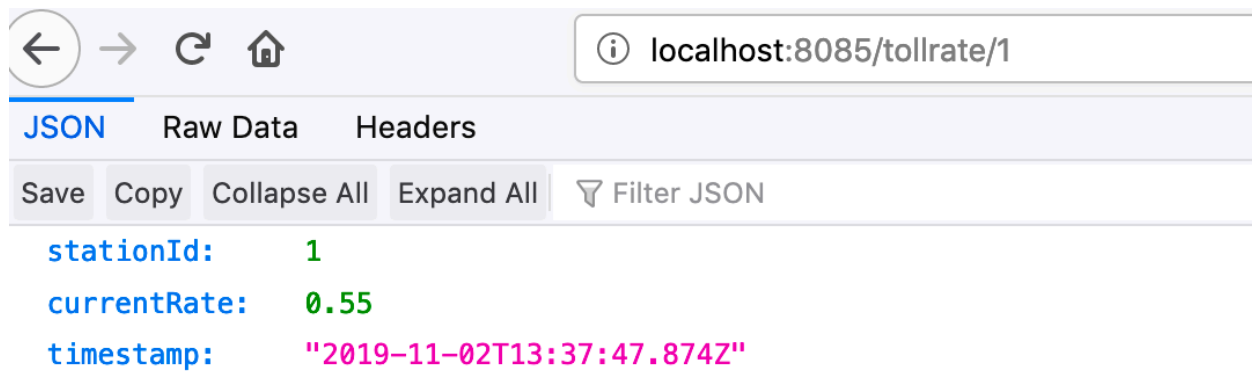 localhost:8085/tollrate/1
JSON Raw Data Headers
Save Copy Collapse All Expand All Filter JSON
stationId: 1
currentRate: 0.55
timestamp: "2019-11-02T13:37:47.874Z"